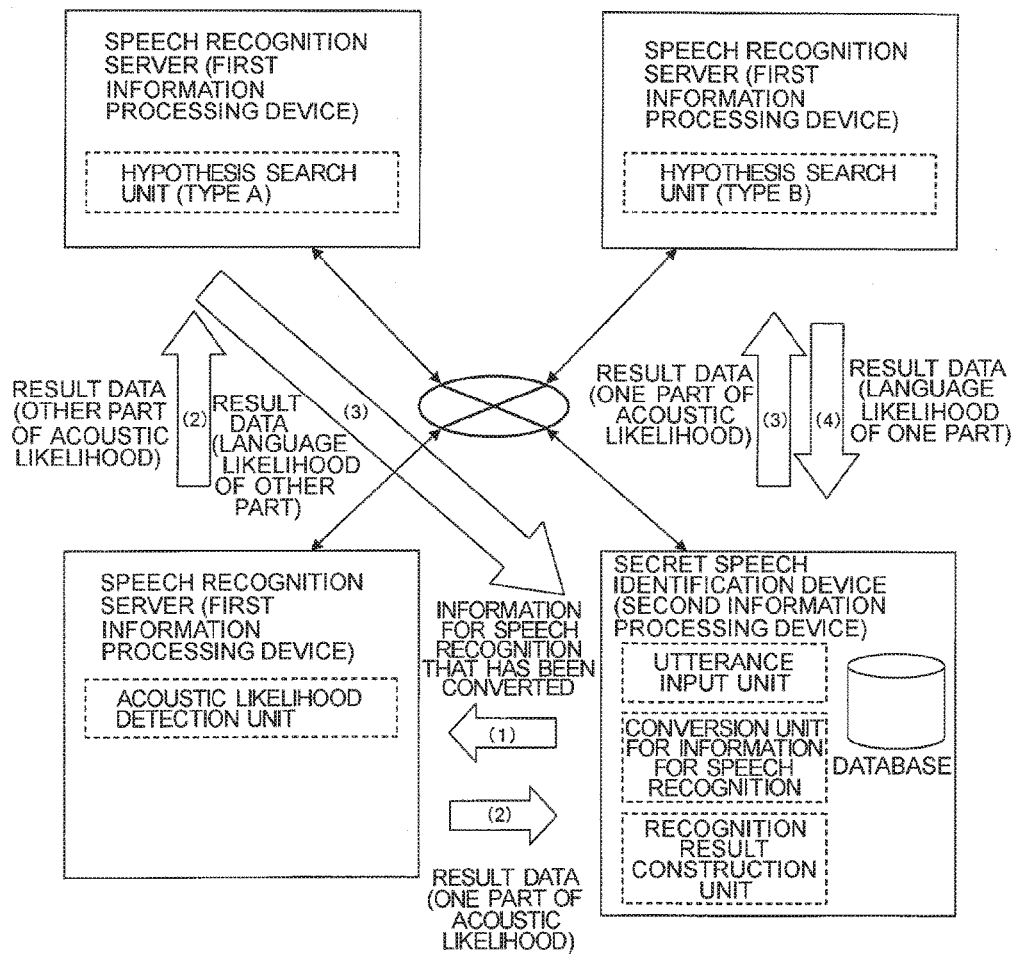 SPEECH RECOGNITION
SERVER (FIRST
INFORMATION
PROCESSING DEVICE)
HYPOTHESIS SEARCH
UNIT (TYPE A)
SPEECH RECOGNITION
SERVER (FIRST
INFORMATION
PROCESSING DEVICE)
HYPOTHESIS SEARCH
UNIT (TYPE B)
RESULT DATA
(OTHER PART
OF ACOUSTIC
LIKELIHOOD)
(2)
RESULT
DATA
(LANGUAGE
LIKELIHOOD
OF OTHER
PART)
(3)
RESULT DATA
(ONE PART OF
ACOUSTIC
LIKELIHOOD)
(3)
(4)
RESULT DATA
(LANGUAGE
LIKELIHOOD
OF ONE PART)
SPEECH RECOGNITION
SERVER (FIRST
INFORMATION
PROCESSING DEVICE)
ACOUSTIC LIKELIHOOD
DETECTION UNIT
INFORMATION
FOR SPEECH
RECOGNITION
THAT HAS BEEN
CONVERTED
(1)
(2)
RESULT DATA
(ONE PART OF
ACOUSTIC
LIKELIHOOD)
SECRET SPEECH
IDENTIFICATION DEVICE
(SECOND INFORMATION
PROCESSING DEVICE)
UTTERANCE
INPUT UNIT
CONVERSION UNIT
FOR INFORMATION
FOR SPEECH
RECOGNITION
RECOGNITION
RESULT
CONSTRUCTION
UNIT
DATABASE